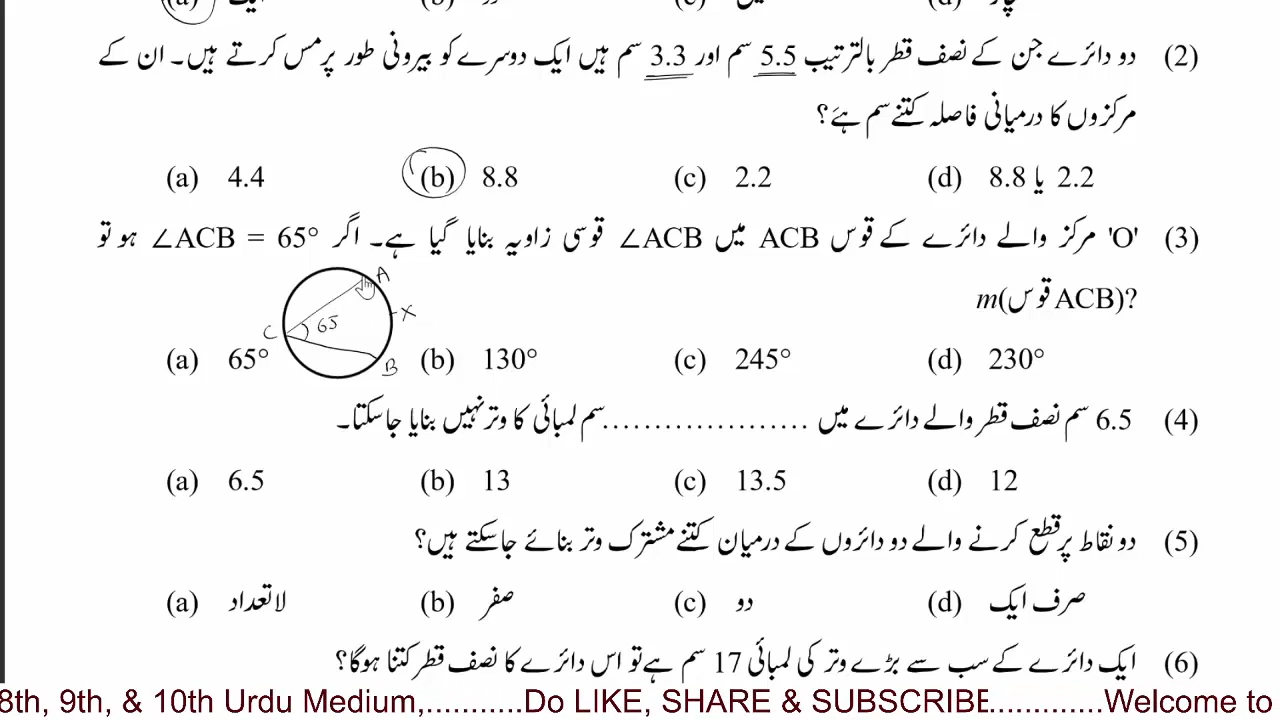 (2) دو دائرے جن کے نصف قطر بالترتیب 5.5 سم اور 3.3 سم ہیں ایک دوسرے کو بیرونی طور پر مس کرتے ہیں۔ ان کے
مرکزوں کا درمیانی فاصلہ کتنے سم ہے؟
(a) 4.4 (b) 8.8 (c) 2.2 (d) 2.2 یا 8.8
(3) 'O' مرکز والے دائرے کے قوس ACB میں ∠ACB قوسی زاویہ بنایا گیا ہے۔ اگر ∠ACB = 65° ہو تو
m(قوس ACB)?
A
X
C 65
B
(a) 65° (b) 130° (c) 245° (d) 230°
(4) 6.5 سم نصف قطر والے دائرے میں .................... سم لمبائی کا وتر نہیں بنایا جاسکتا۔
(a) 6.5 (b) 13 (c) 13.5 (d) 12
(5) دو نقاط پر قطع کرنے والے دو دائروں کے درمیان کتنے مشترک وتر بنائے جاسکتے ہیں؟
(a) لا تعداد (b) صفر (c) دو (d) صرف ایک
(6) ایک دائرے کے سب سے بڑے وتر کی لمبائی 17 سم ہے تو اس دائرے کا نصف قطر کتنا ہوگا؟
8th, 9th, & 10th Urdu Medium,...........Do LIKE, SHARE & SUBSCRIBE.............Welcome to